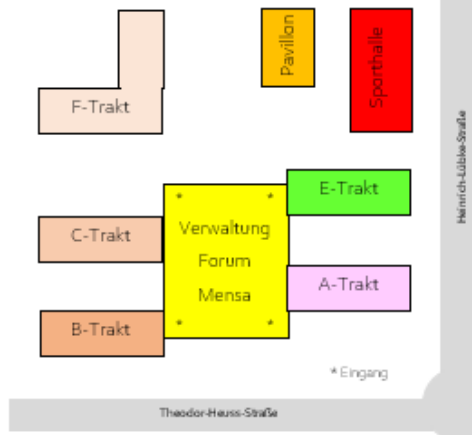 Pavillon
Sporthalle
F-Trakt
Heinrich-Lübke-Straße
E-Trakt
* *
Verwaltung
C-Trakt
Forum
A-Trakt
Mensa
* *
B-Trakt
* Eingang
Theodor-Heuss-Straße